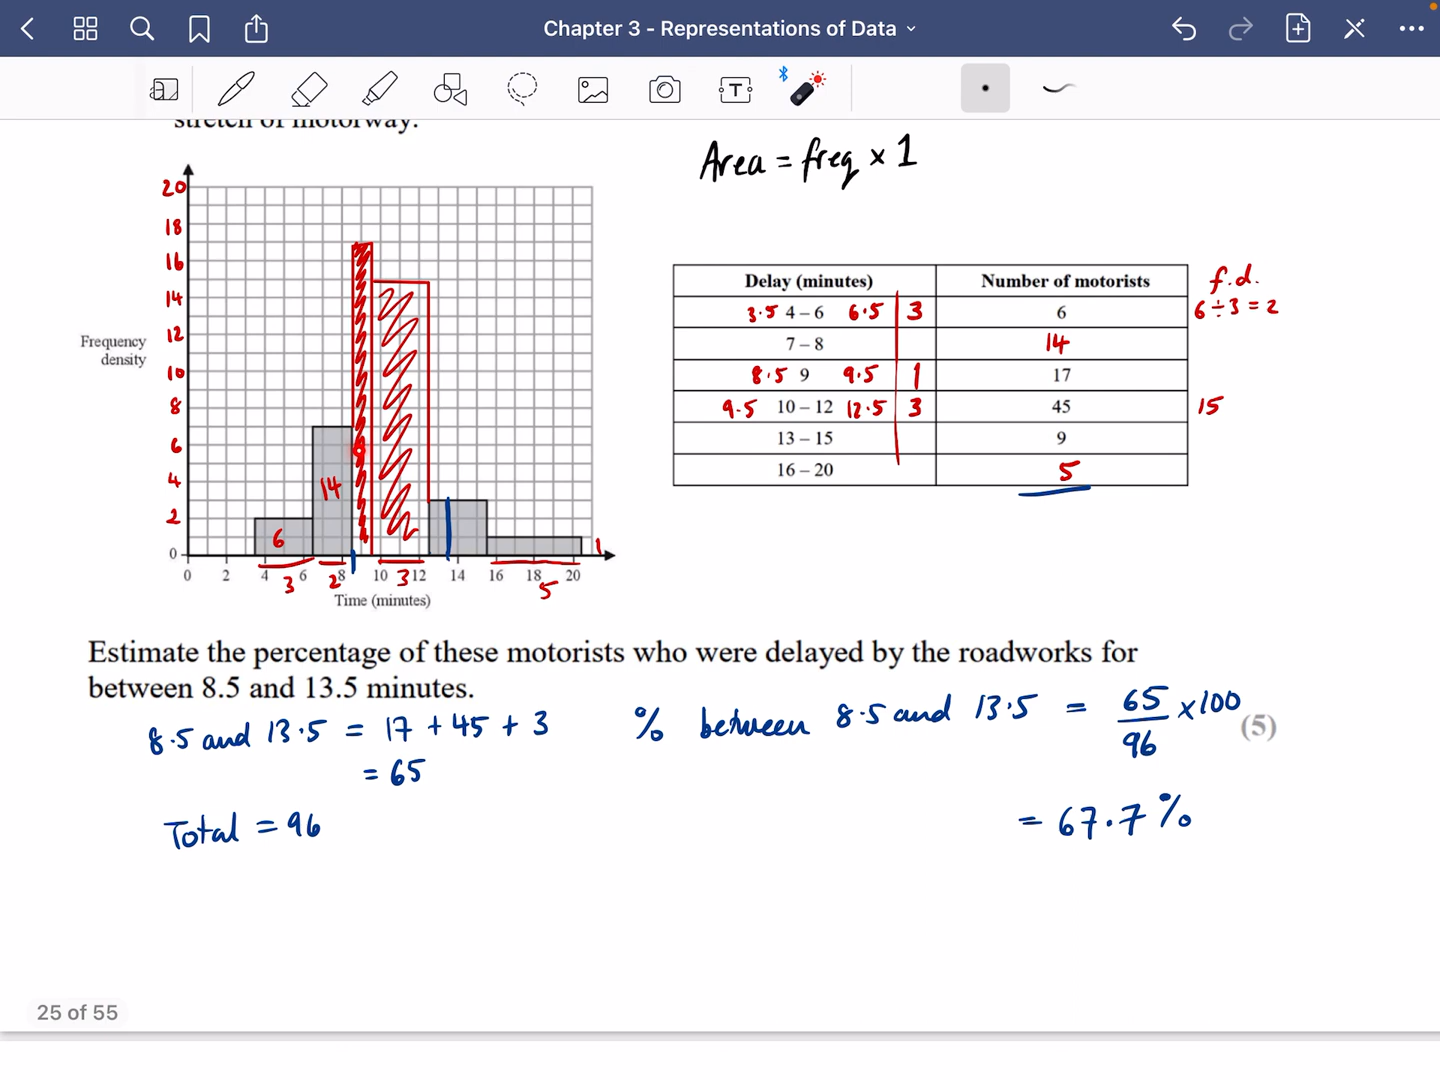 Chapter 3 - Representations of Data
stretch of motorway.
Area = freq × 1
20
18
16
14
12
10
8
6
4
2
0
Frequency
density
6
14
1
0 2 4 6 8 10 12 14 16 18 20
3 2 3 5
Time (minutes)
Delay (minutes) Number of motorists f.d.
3.5 4 – 6 6.5 3 6 6 ÷ 3 = 2
7 – 8 14
8.5 9 9.5 1 17
9.5 10 – 12 12.5 3 45 15
13 – 15 9
16 – 20 5
Estimate the percentage of these motorists who were delayed by the roadworks for
between 8.5 and 13.5 minutes.
(5)
8.5 and 13.5 = 17 + 45 + 3
= 65
Total = 96
% between 8.5 and 13.5 = 65/96 × 100
= 67.7%
25 of 55